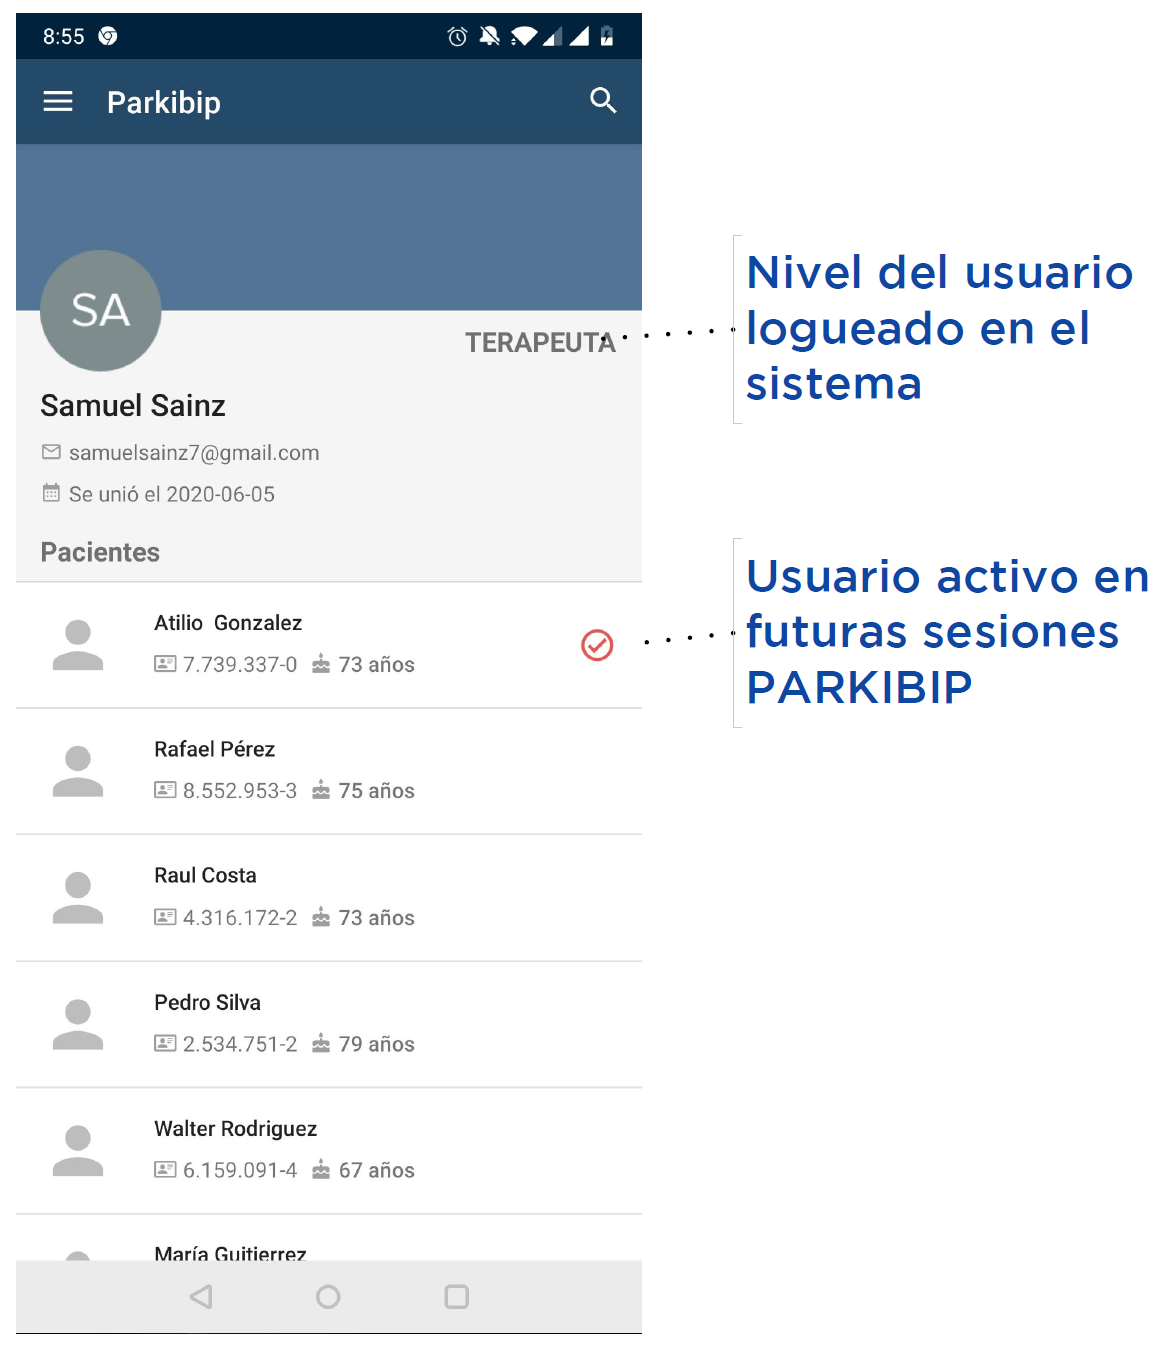 8:55
Parkibip
SA
TERAPEUTA
Samuel Sainz
samuelsainz7@gmail.com
Se unió el 2020-06-05
Pacientes
Atilio  Gonzalez
7.739.337-0 73 años
Rafael Pérez
8.552.953-3 75 años
Raul Costa
4.316.172-2 73 años
Pedro Silva
2.534.751-2 79 años
Walter Rodriguez
6.159.091-4 67 años
María Guitierrez
Nivel del usuario
logueado en el
sistema
Usuario activo en
futuras sesiones
PARKIBIP